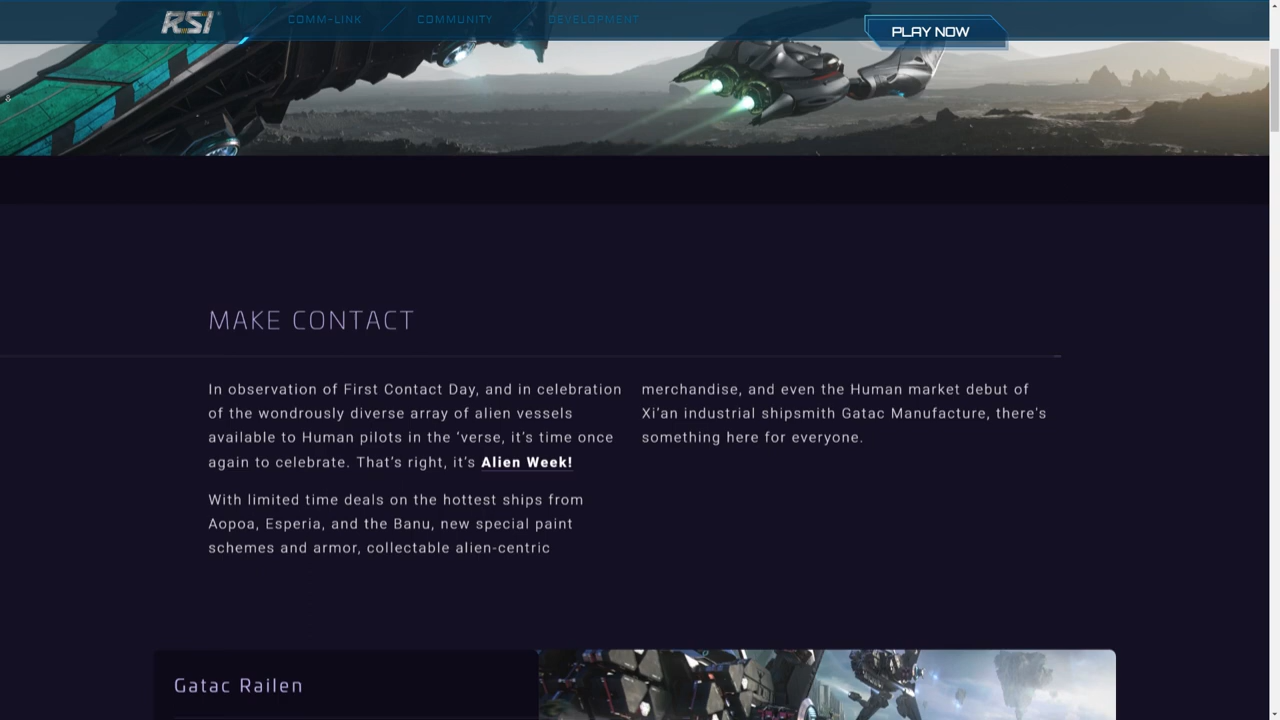 RSI
COMM-LINK
COMMUNITY
DEVELOPMENT
PLAY NOW
MAKE CONTACT
In observation of First Contact Day, and in celebration
of the wondrously diverse array of alien vessels
available to Human pilots in the ‘verse, it’s time once
again to celebrate. That’s right, it’s Alien Week!
With limited time deals on the hottest ships from
Aopoa, Esperia, and the Banu, new special paint
schemes and armor, collectable alien-centric
merchandise, and even the Human market debut of
Xi’an industrial shipsmith Gatac Manufacture, there's
something here for everyone.
Gatac Railen